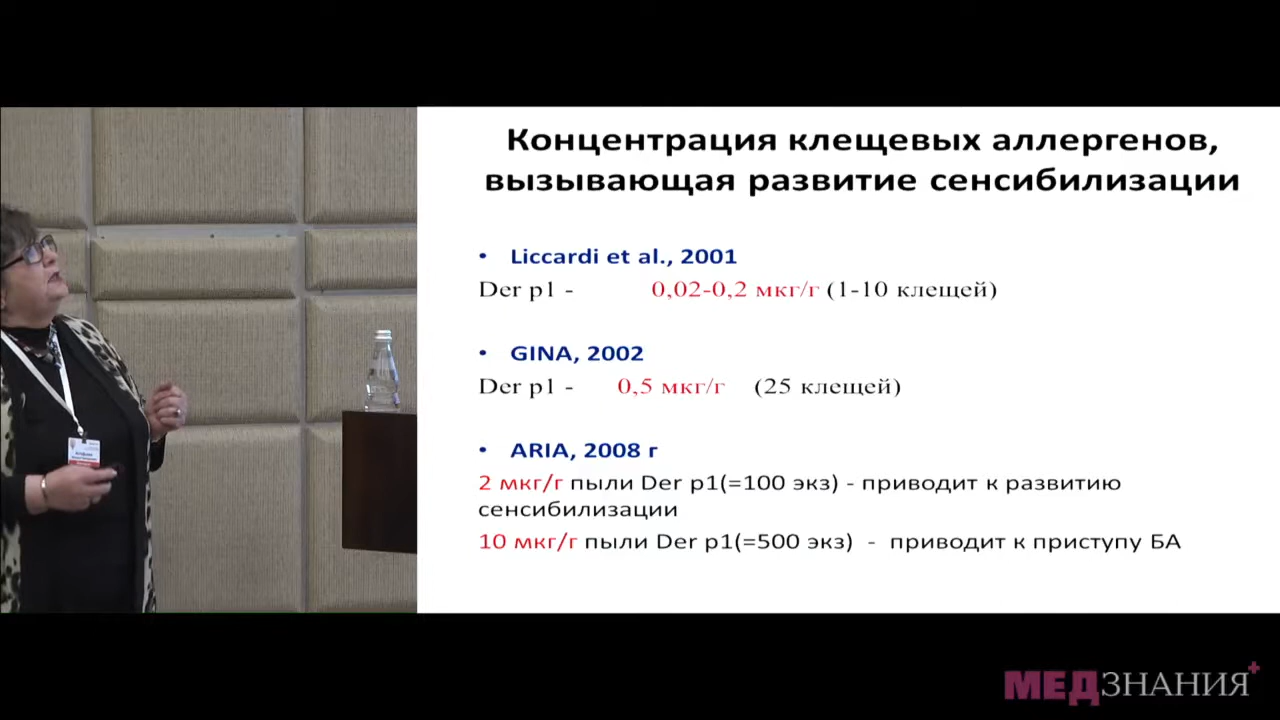 Концентрация клещевых аллергенов,
вызывающая развитие сенсибилизации
• Liccardi et al., 2001
Der p1 - 0,02-0,2 мкг/г (1-10 клещей)
• GINA, 2002
Der p1 - 0,5 мкг/г (25 клещей)
• ARIA, 2008 г
2 мкг/г пыли Der p1(=100 экз) - приводит к развитию
сенсибилизации
10 мкг/г пыли Der p1(=500 экз) - приводит к приступу БА
МЕДЗНАНИЯ+